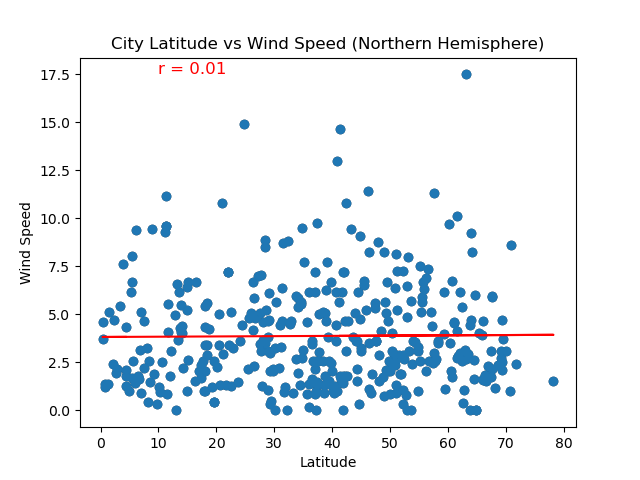 City Latitude vs Wind Speed (Northern Hemisphere)
r = 0.01
17.5
15.0
12.5
10.0
7.5
5.0
2.5
0.0
Wind Speed
0 10 20 30 40 50 60 70 80
Latitude